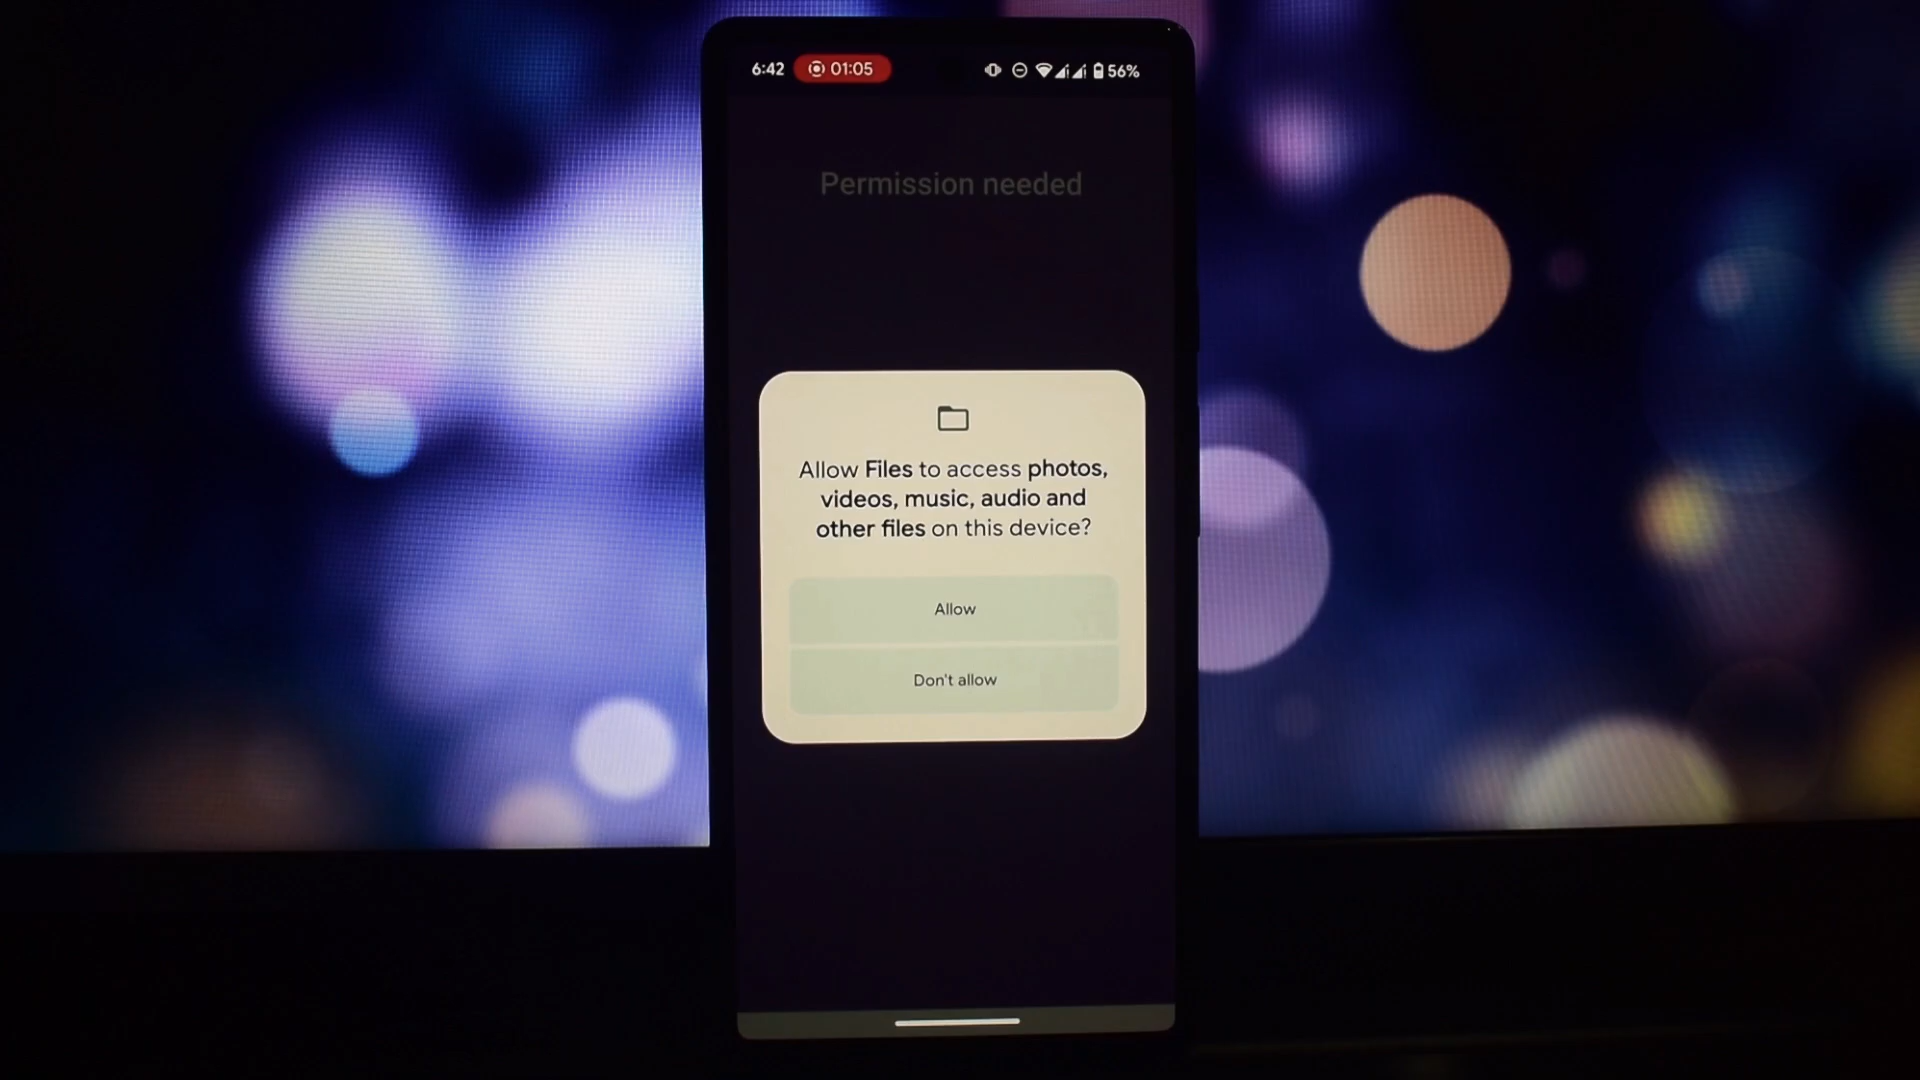 6:42 01:05 56%
Permission needed
Allow Files to access photos,
videos, music, audio and
other files on this device?
Allow
Don't allow